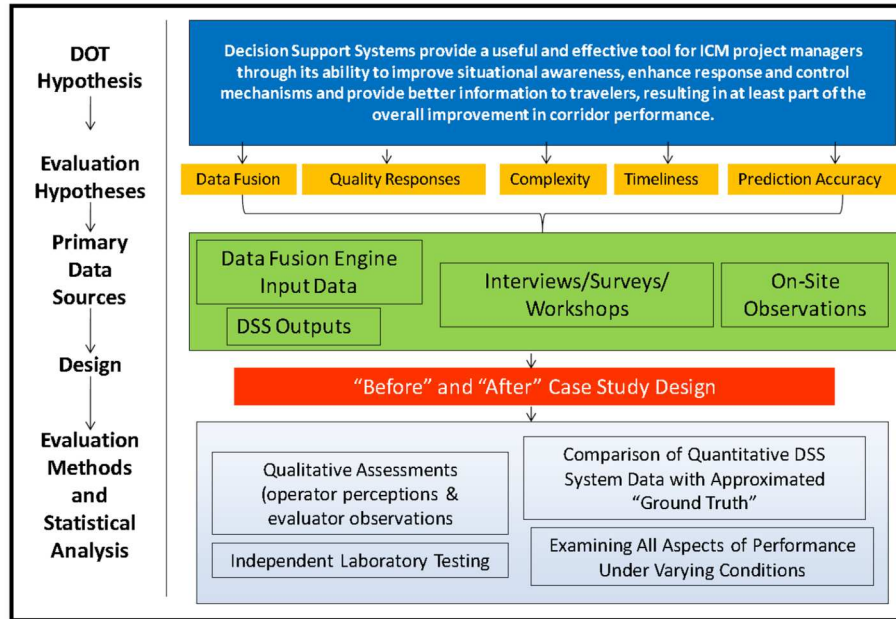 DOT
Hypothesis
Decision Support Systems provide a useful and effective tool for ICM project managers
through its ability to improve situational awareness, enhance response and control
mechanisms and provide better information to travelers, resulting in at least part of the
overall improvement in corridor performance.
Evaluation
Hypotheses
Data Fusion
Quality Responses
Complexity
Timeliness
Prediction Accuracy
Primary
Data
Sources
Data Fusion Engine
Input Data
DSS Outputs
Interviews/Surveys/
Workshops
On-Site
Observations
Design
“Before” and “After” Case Study Design
Evaluation
Methods
and
Statistical
Analysis
Qualitative Assessments
(operator perceptions &
evaluator observations
Independent Laboratory Testing
Comparison of Quantitative DSS
System Data with Approximated
“Ground Truth”
Examining All Aspects of Performance
Under Varying Conditions